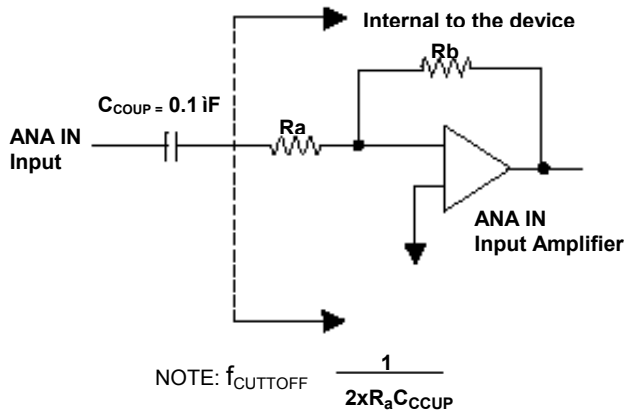 Internal to the device
Rb
CCOUP = 0.1 ìF
Ra
ANA IN
Input
ANA IN
Input Amplifier
NOTE: fCUTTOFF
1
2xRaCCCUP